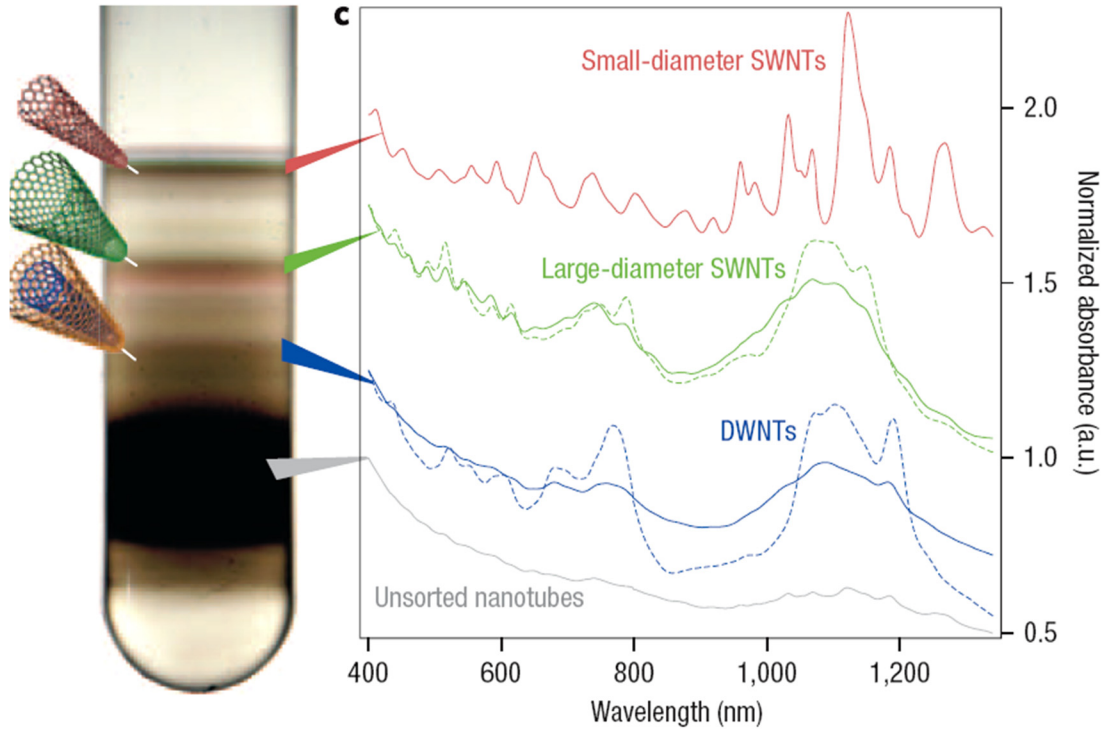 c
Small-diameter SWNTs
Large-diameter SWNTs
DWNTs
Unsorted nanotubes
2.0
1.5
1.0
0.5
Normalized absorbance (a.u.)
400 600 800 1,000 1,200
Wavelength (nm)